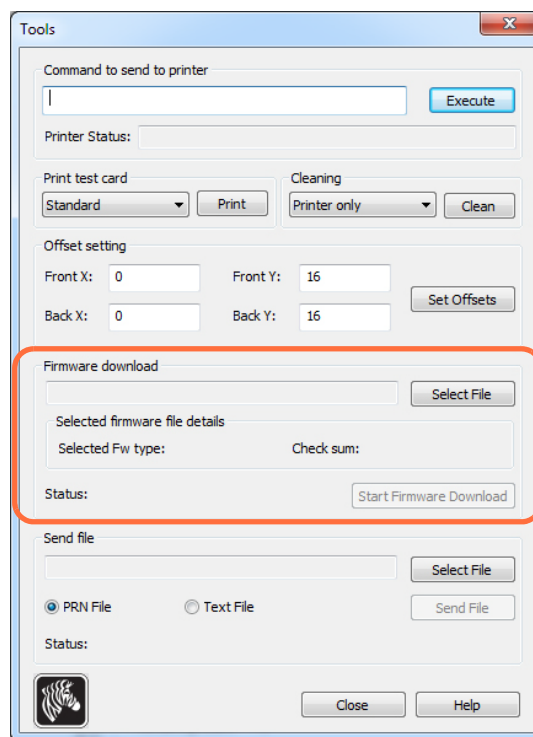 Tools
Command to send to printer
Execute
Printer Status:
Print test card
Cleaning
Standard
Print
Printer only
Clean
Offset setting
Front X: 0 Front Y: 16
Set Offsets
Back X: 0 Back Y: 16
Firmware download
Select File
Selected firmware file details
Selected Fw type: Check sum:
Status:
Start Firmware Download
Send file
Select File
PRN File Text File
Send File
Status:
Close Help